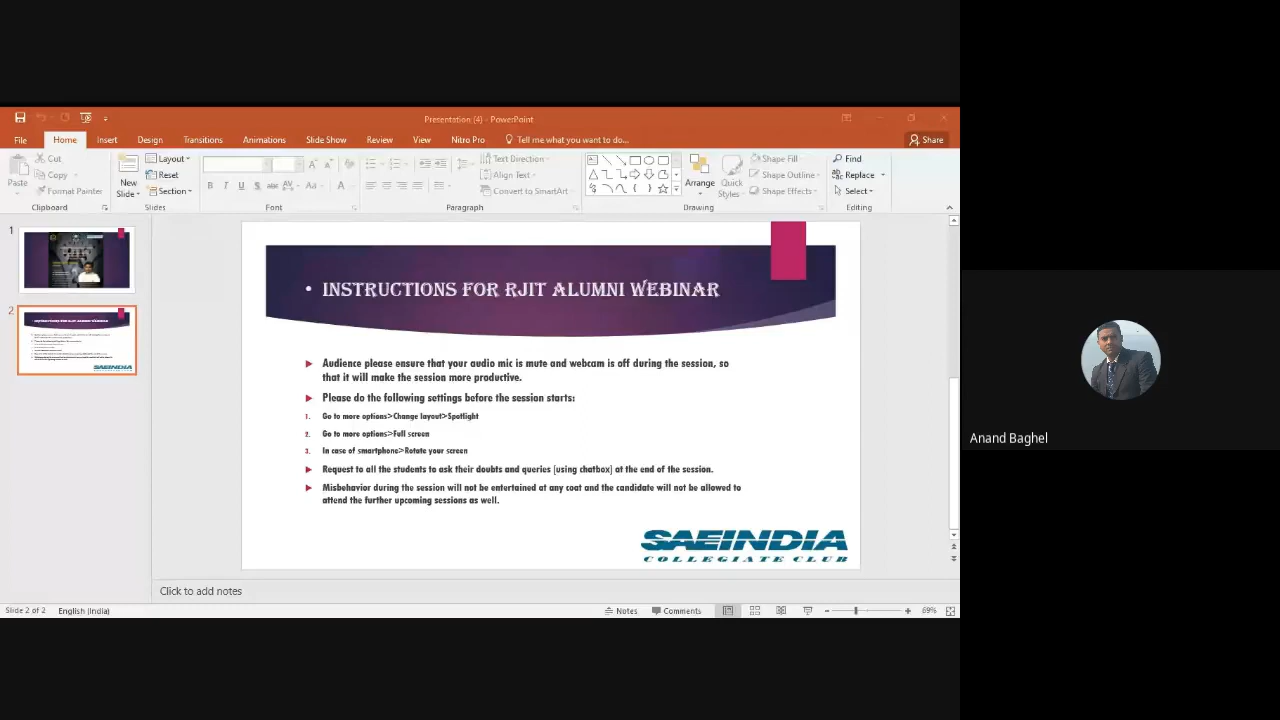 Presentation (4) - PowerPoint
File Home Insert Design Transitions Animations Slide Show Review View Nitro Pro Tell me what you want to do... Share
Paste
Cut
Copy
Format Painter
Clipboard
New Slide
Layout
Reset
Section
Slides
B I U S abc AV Aa A
Font
Text Direction
Align Text
Convert to SmartArt
Paragraph
Arrange
Quick Styles
Shape Fill
Shape Outline
Shape Effects
Drawing
Find
Replace
Select
Editing
1
2
• INSTRUCTIONS FOR RJIT ALUMNI WEBINAR
Audience please ensure that your audio mic is mute and webcam is off during the session, so
that it will make the session more productive.
Please do the following settings before the session starts:
1. Go to more options>Change layout>Spotlight
2. Go to more options>Full screen
3. In case of smartphone>Rotate your screen
Request to all the students to ask their doubts and queries [using chatbox] at the end of the session.
Misbehavior during the session will not be entertained at any coat and the candidate will not be allowed to
attend the further upcoming sessions as well.
SAEINDIA
COLLEGIATE CLUB
Click to add notes
Slide 2 of 2 English (India) Notes Comments 69%
Anand Baghel